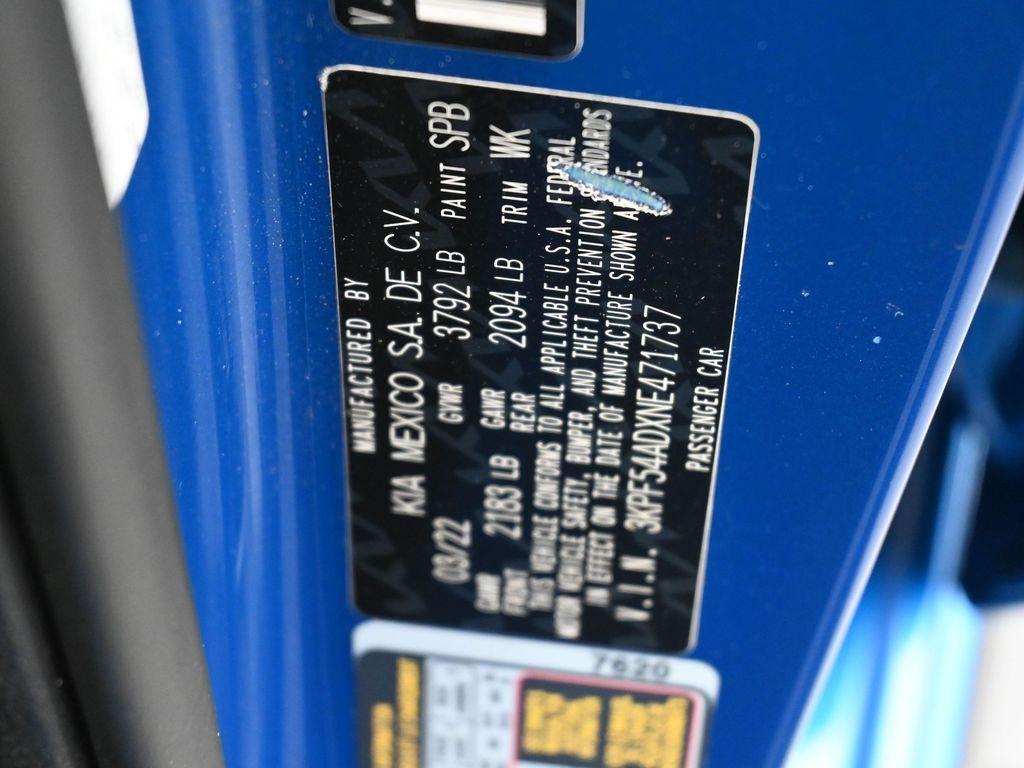 V.
MANUFACTURED BY
KIA MEXICO S.A. DE C.V.
03/22 GVWR 3792 LB PAINT SPB
GAWR FRONT 2183 LB GAWR REAR 2094 LB TRIM WK
THIS VEHICLE CONFORMS TO ALL APPLICABLE U.S.A. FEDERAL
MOTOR VEHICLE SAFETY, BUMPER, AND THEFT PREVENTION NDARDS
IN EFFECT ON THE DATE OF MANUFACTURE SHOWN A E.
V.I.N. 3KPF54ADXNE471737
PASSENGER CAR
7620